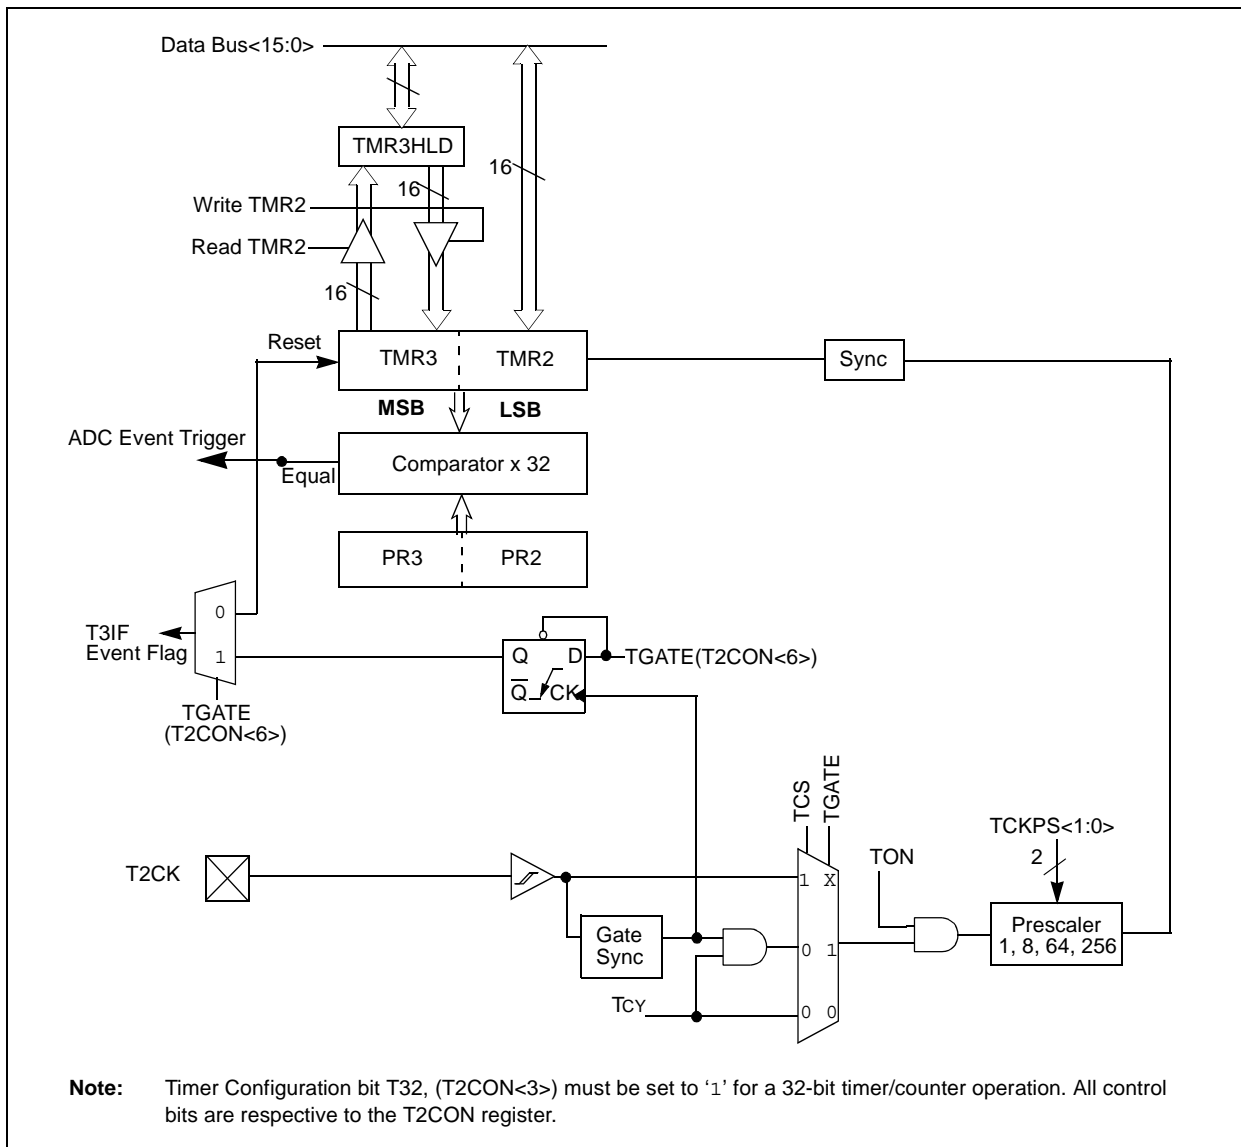 Data Bus<15:0>
TMR3HLD
16
16
Write TMR2
Read TMR2
16
Reset
TMR3
TMR2
Sync
MSB
LSB
ADC Event Trigger
Equal
Comparator x 32
PR3
PR2
0
T3IF
Event Flag
1
Q
D
TGATE(T2CON<6>)
Q
CK
TGATE
(T2CON<6>)
TCS
TGATE
TCKPS<1:0>
2
TON
T2CK
1 X
Prescaler
1, 8, 64, 256
Gate
Sync
0 1
TCY
0 0
Note: Timer Configuration bit T32, (T2CON<3>) must be set to ‘1’ for a 32-bit timer/counter operation. All control
bits are respective to the T2CON register.